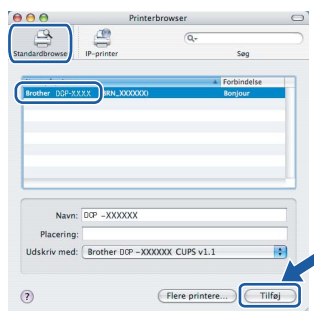 Printerbrowser
Standardbrowse IP-printer Søg
Forbindelse
Brother DCP-XXXX RRN_XXXXXX) Bonjour
Navn: DCP -XXXXXX
Placering:
Udskriv med: Brother DCP -XXXXXX CUPS v1.1
? Flere printere... Tilføj